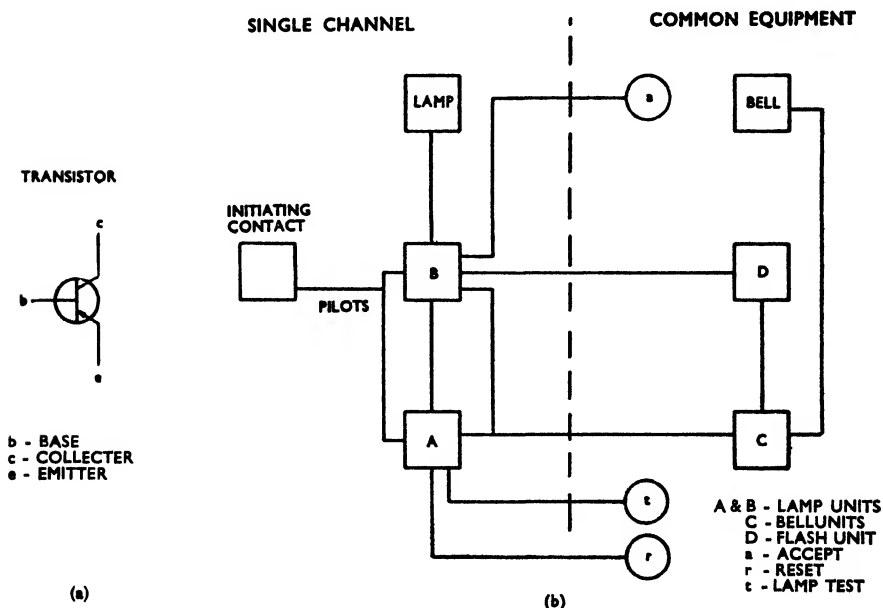 SINGLE CHANNEL
COMMON EQUIPMENT
LAMP
a
BELL
TRANSISTOR
c
b
e
INITIATING
CONTACT
B
D
PILOTS
A
C
b - BASE
c - COLLECTER
e - EMITTER
t
r
A & B - LAMP UNITS
C - BELLUNITS
D - FLASH UNIT
a - ACCEPT
r - RESET
t - LAMP TEST
(a)
(b)